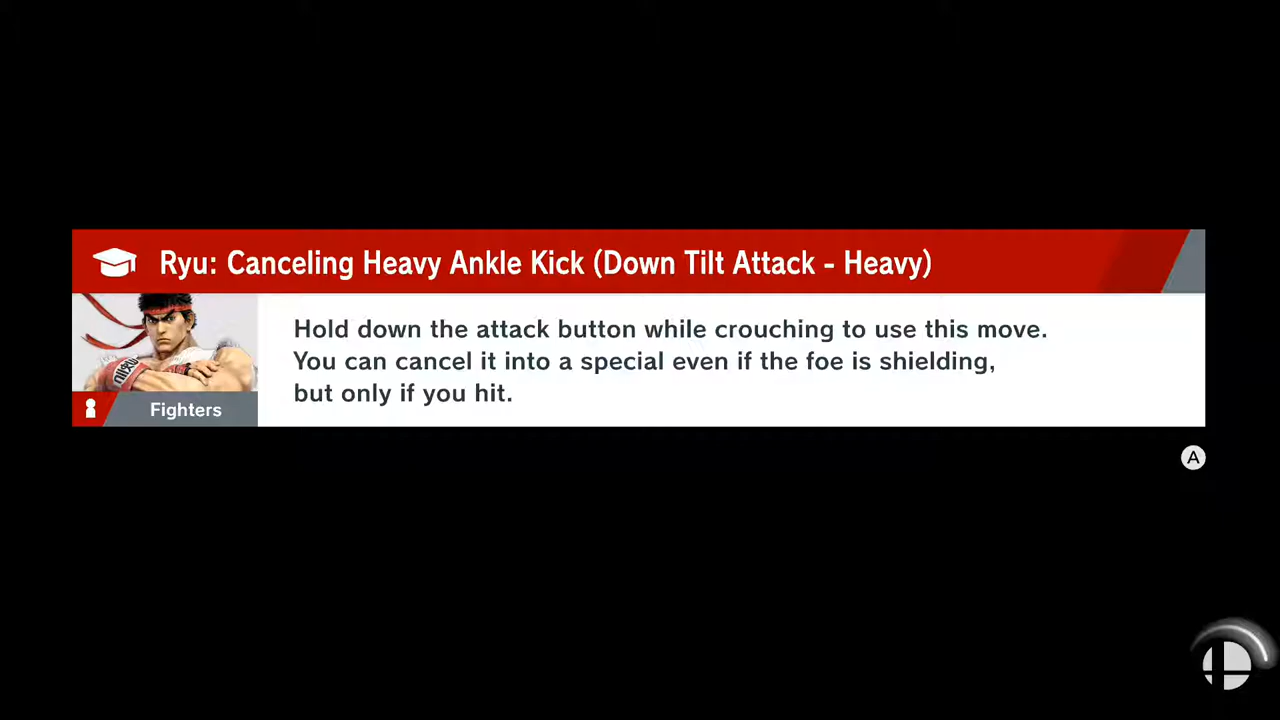 Ryu: Canceling Heavy Ankle Kick (Down Tilt Attack - Heavy)
Hold down the attack button while crouching to use this move.
You can cancel it into a special even if the foe is shielding,
but only if you hit.
Fighters
A